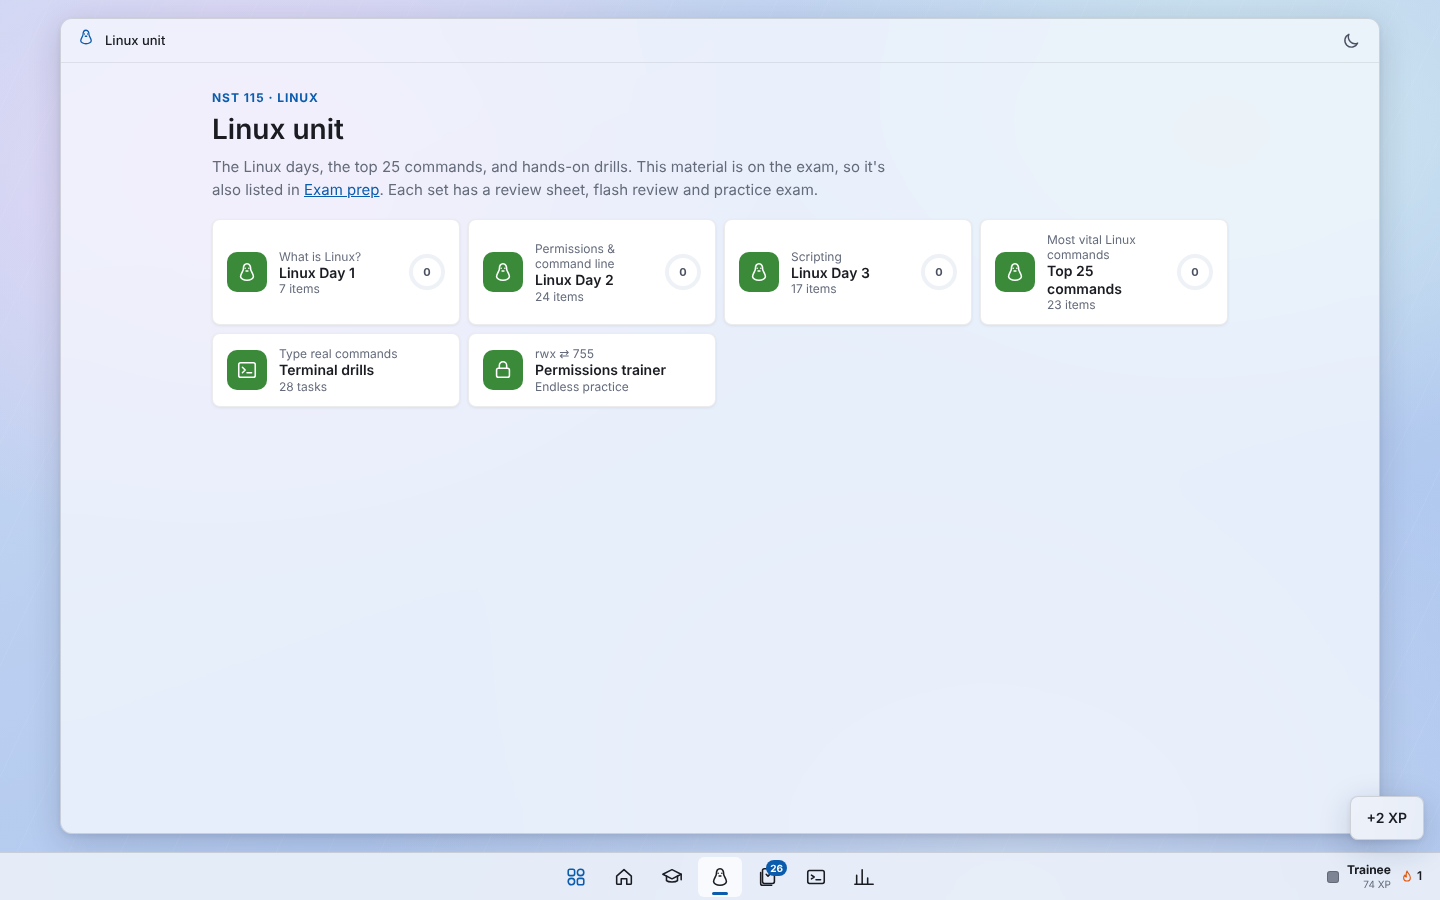 Linux unit
NST 115 · LINUX
Linux unit
The Linux days, the top 25 commands, and hands-on drills. This material is on the exam, so it's
also listed in Exam prep. Each set has a review sheet, flash review and practice exam.
What is Linux?
Linux Day 1
7 items
0
Permissions &
command line
Linux Day 2
24 items
0
Scripting
Linux Day 3
17 items
0
Most vital Linux
commands
Top 25
commands
23 items
0
Type real commands
Terminal drills
28 tasks
rwx ⇄ 755
Permissions trainer
Endless practice
+2 XP
26
Trainee
74 XP
1